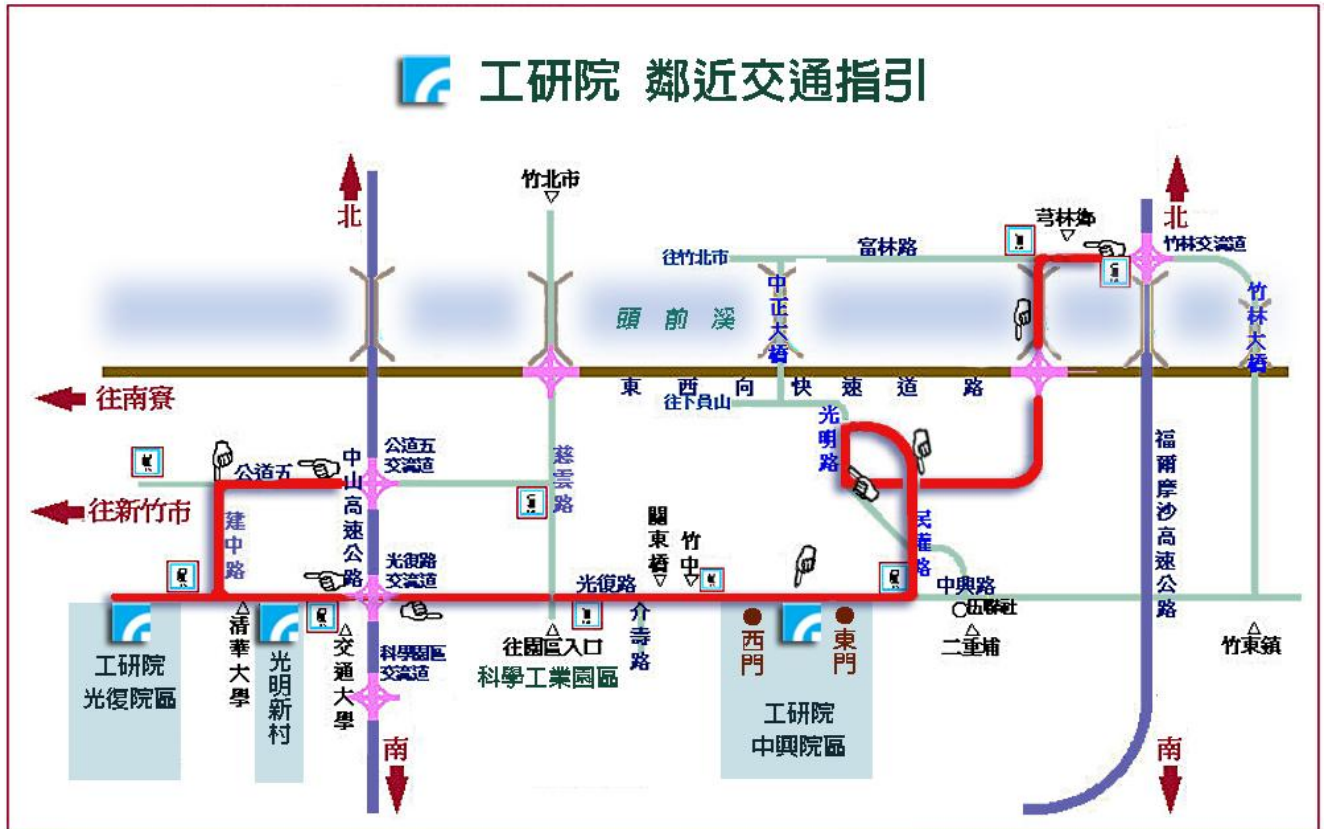 工研院 鄰近交通指引
北
竹北市
芎林鄉
北
往竹北市
富林路
竹林交流道
中正大橋
竹林大橋
頭前溪
東西向快速道路
往南寮
往下員山
光明路
公道五
中山高速公路
公道五
交流道
慈雲路
福爾摩沙高速公路
往新竹市
建中路
關東橋
竹中
民權路
光復路
交流道
光復路
中興路
介壽路
伍聯社
工研院
光復院區
清華大學
光明新村
交通大學
科學園區
交流道
往園區入口
科學工業園區
西門
東門
二重埔
竹東鎮
工研院
中興院區
南
南